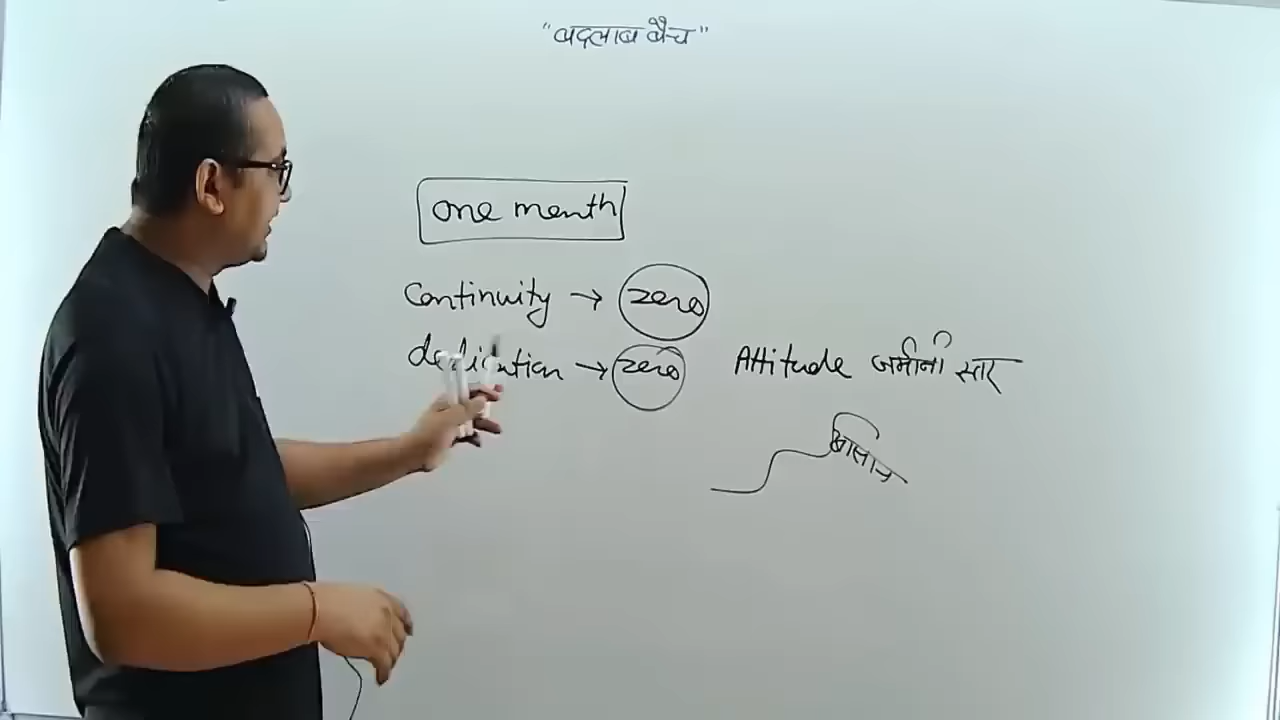 "बदलाब बैच"
one month
Continuity → zero
dedication → zero Attitude जमीनी स्तर